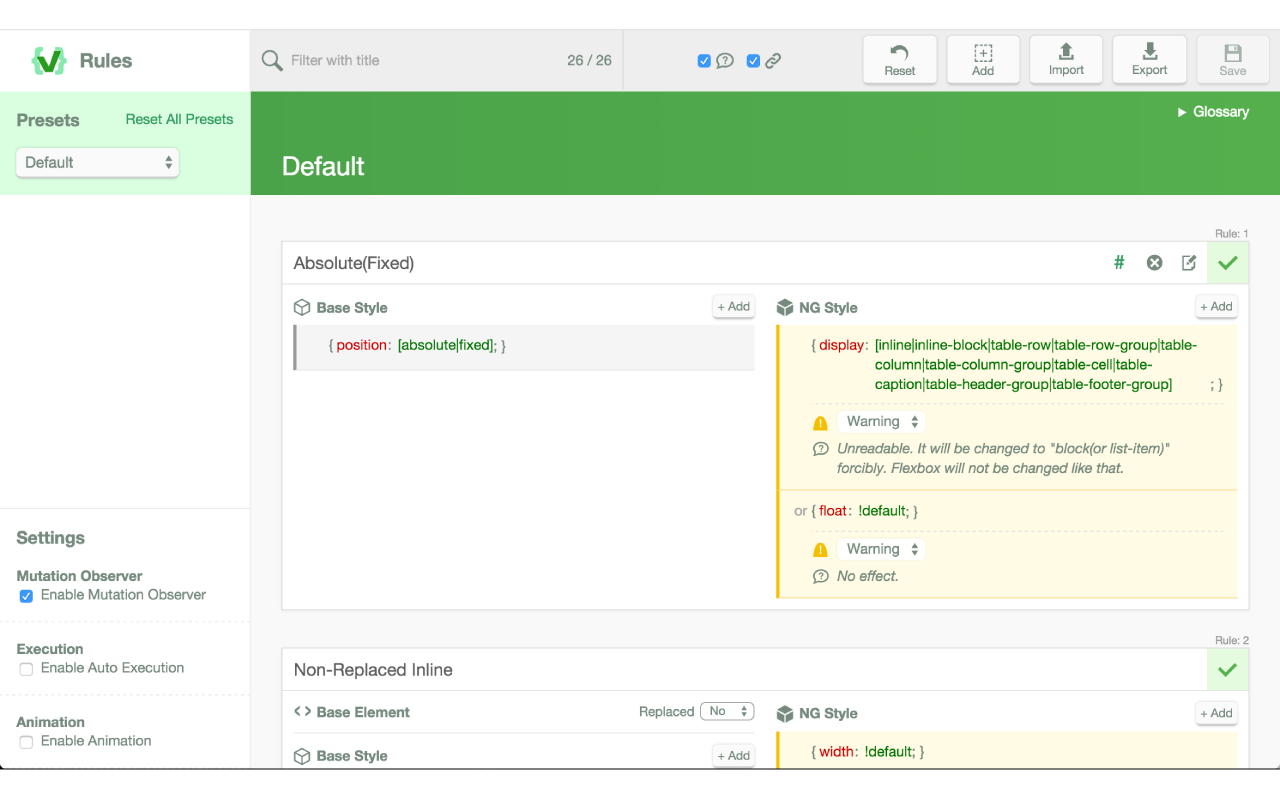 Rules
Filter with title
26 / 26
Reset
Add
Import
Export
Save
Presets
Reset All Presets
Default
Glossary
Default
Rule: 1
Absolute(Fixed)
#
Base Style
+ Add
{ position: [absolute|fixed]; }
NG Style
+ Add
{ display: [inline|inline-block|table-row|table-row-group|table-
column|table-column-group|table-cell|table-
caption|table-header-group|table-footer-group] ; }
Warning
Unreadable. It will be changed to "block(or list-item)"
forcibly. Flexbox will not be changed like that.
or { float: !default; }
Warning
No effect.
Rule: 2
Non-Replaced Inline
<> Base Element
Replaced No
Base Style
+ Add
NG Style
+ Add
{ width: !default; }
Settings
Mutation Observer
Enable Mutation Observer
Execution
Enable Auto Execution
Animation
Enable Animation